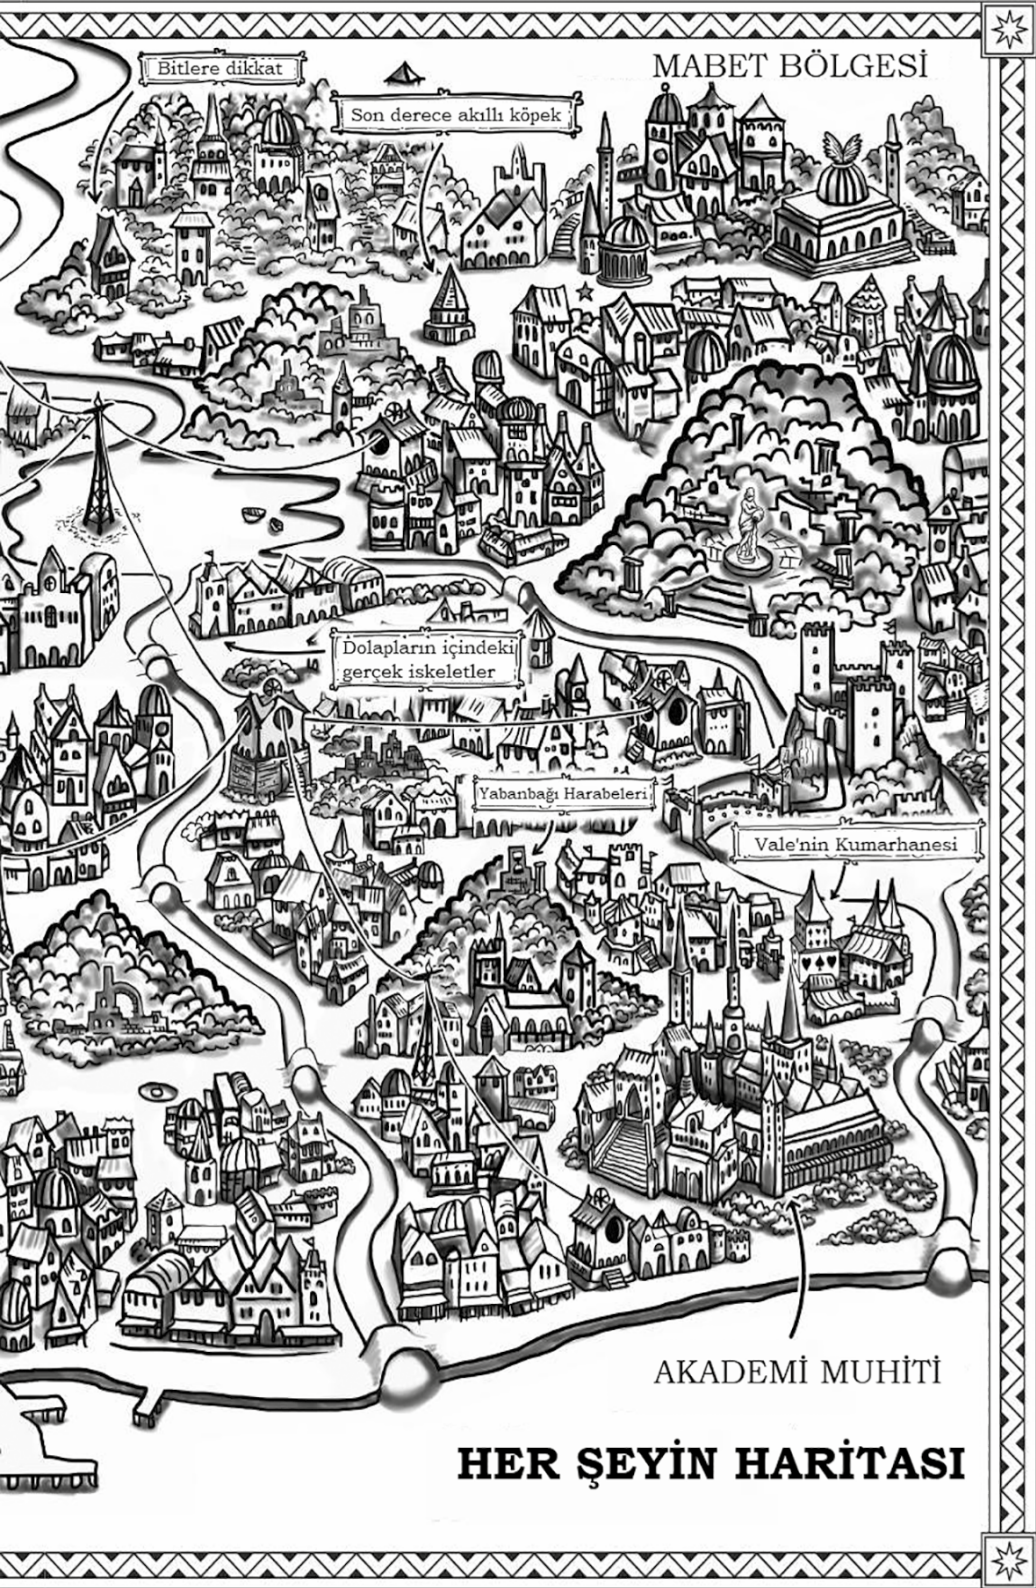 Bitlere dikkat
MABET BÖLGESİ
Son derece akıllı köpek
Dolapların içindeki
gerçek iskeletler
Yabanbağı Harabeleri
Vale'nin Kumarhanesi
AKADEMİ MUHİTİ
HER ŞEYİN HARİTASI